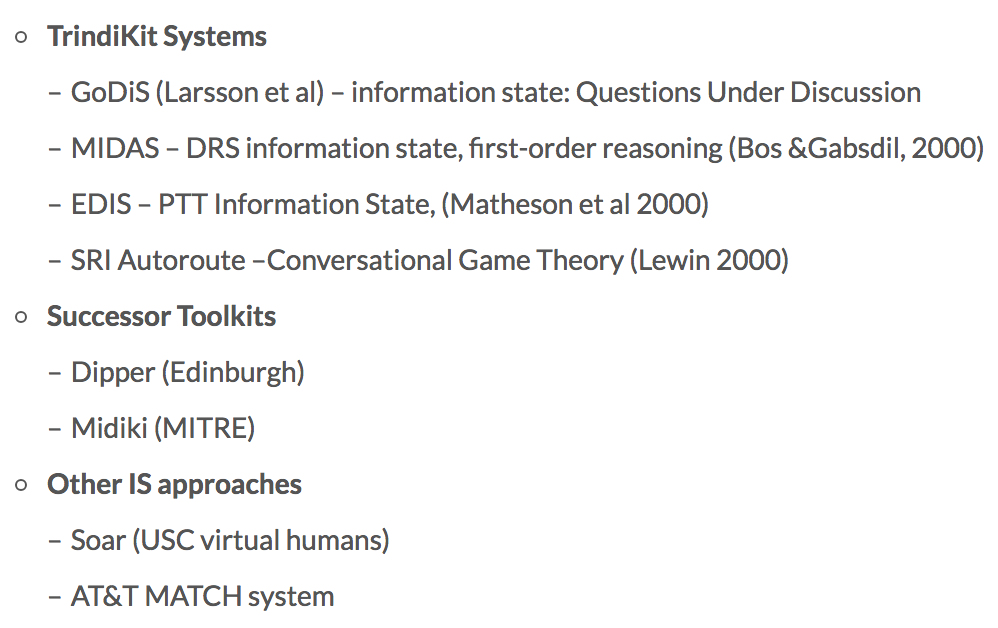 TrindiKit Systems
– GoDiS (Larsson et al) – information state: Questions Under Discussion
– MIDAS – DRS information state, first-order reasoning (Bos &Gabsdil, 2000)
– EDIS – PTT Information State, (Matheson et al 2000)
– SRI Autoroute –Conversational Game Theory (Lewin 2000)
Successor Toolkits
– Dipper (Edinburgh)
– Midiki (MITRE)
Other IS approaches
– Soar (USC virtual humans)
– AT&T MATCH system